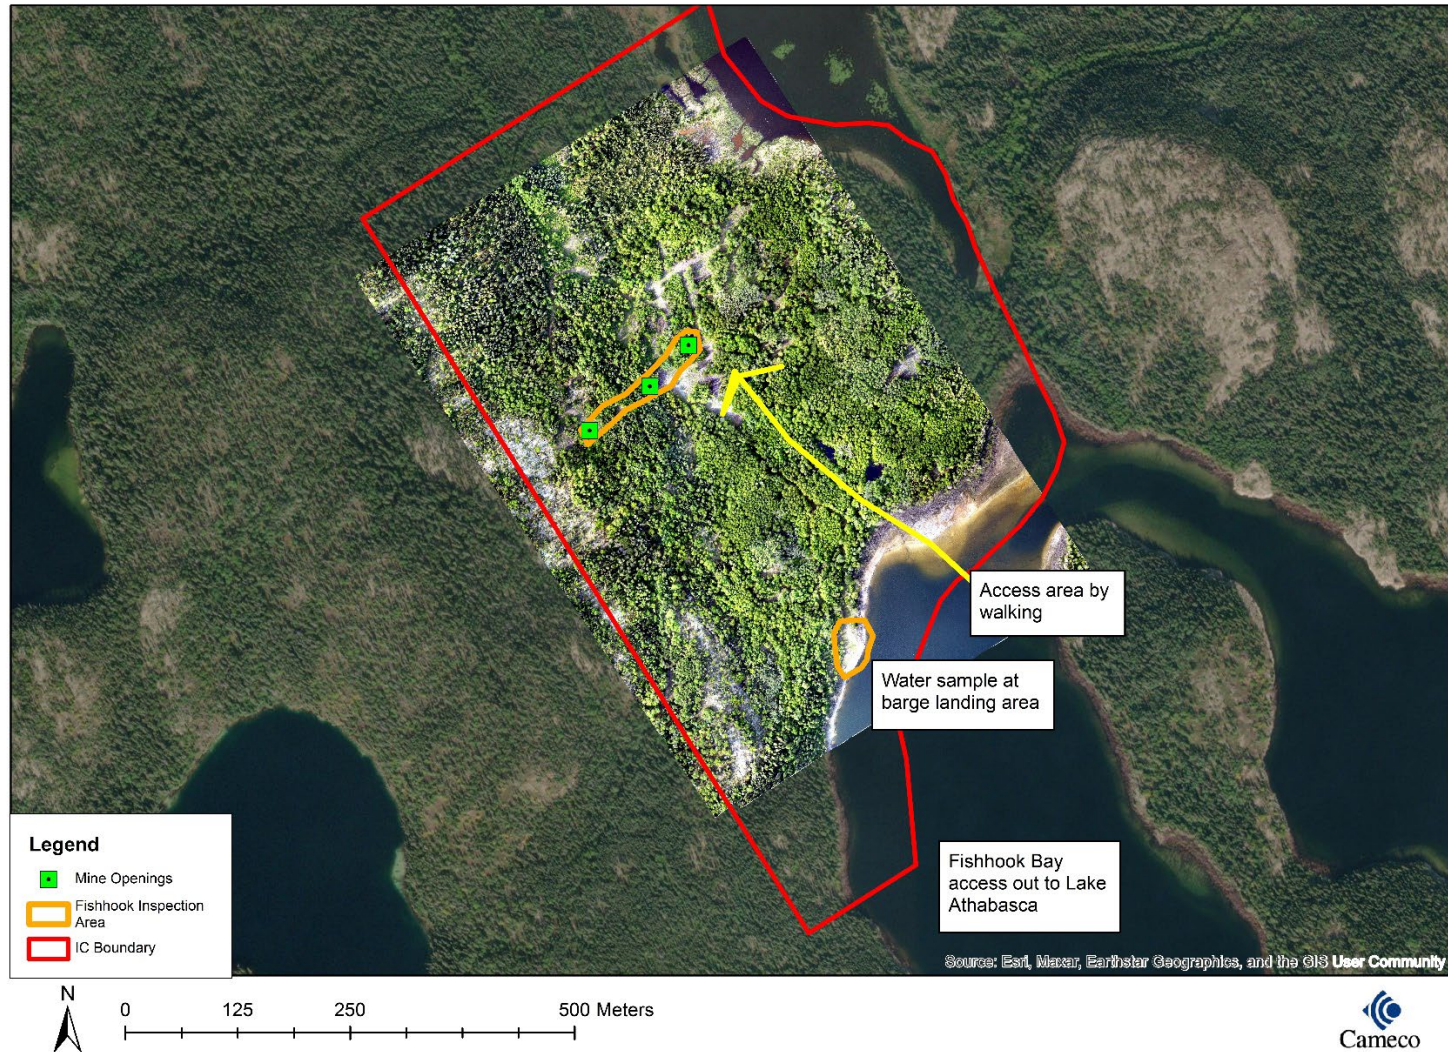 Access area by
walking
Water sample at
barge landing area
Fishhook Bay
access out to Lake
Athabasca
Legend
Mine Openings
Fishhook Inspection
Area
IC Boundary
Source: Esri, Maxar, Earthstar Geographics, and the GIS User Community
N
0 125 250 500 Meters
Cameco